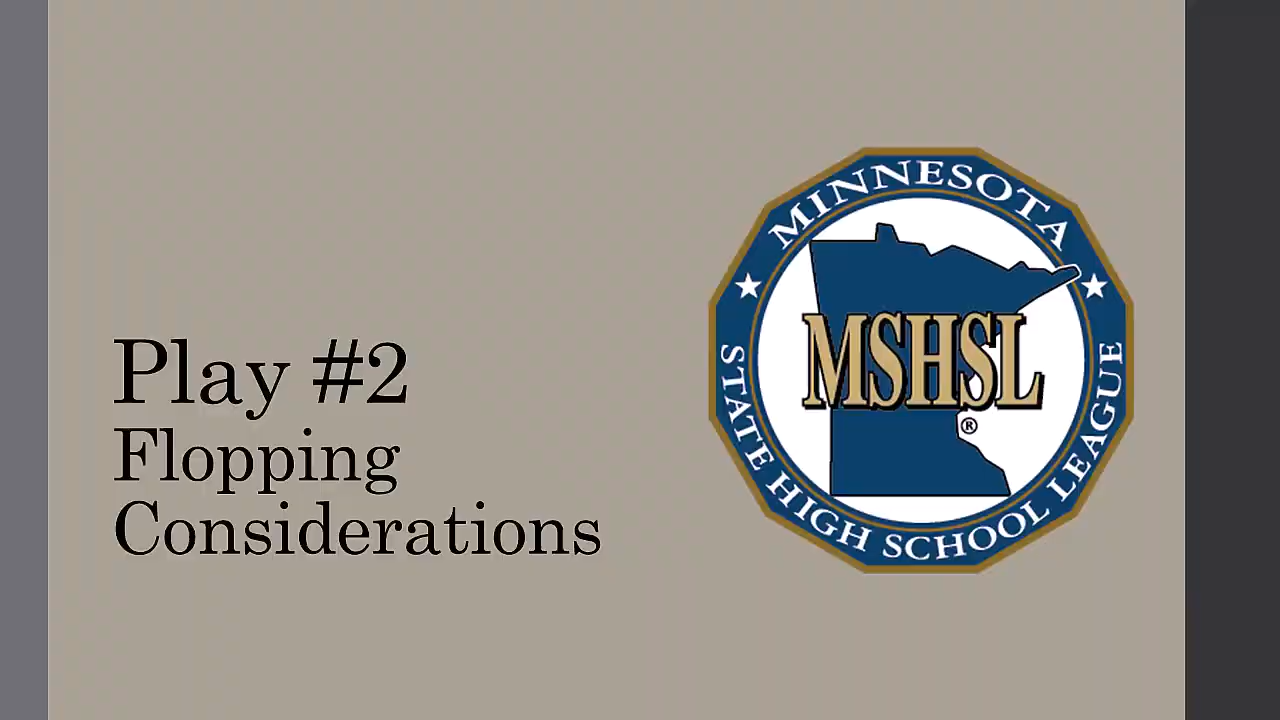 Play #2
Flopping
Considerations
MINNESOTA
MSHSL
®
STATE HIGH SCHOOL LEAGUE